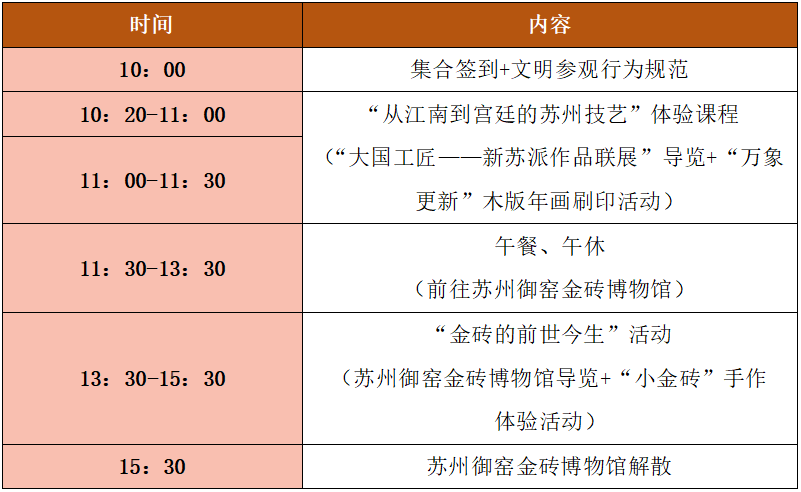 时间
内容
10：00
集合签到+文明参观行为规范
10：20-11：00
11：00-11：30
“从江南到宫廷的苏州技艺”体验课程
（“大国工匠——新苏派作品联展”导览+“万象
更新”木版年画刷印活动）
11：30-13：30
午餐、午休
（前往苏州御窑金砖博物馆）
13：30-15：30
“金砖的前世今生”活动
（苏州御窑金砖博物馆导览+“小金砖”手作
体验活动）
15：30
苏州御窑金砖博物馆解散